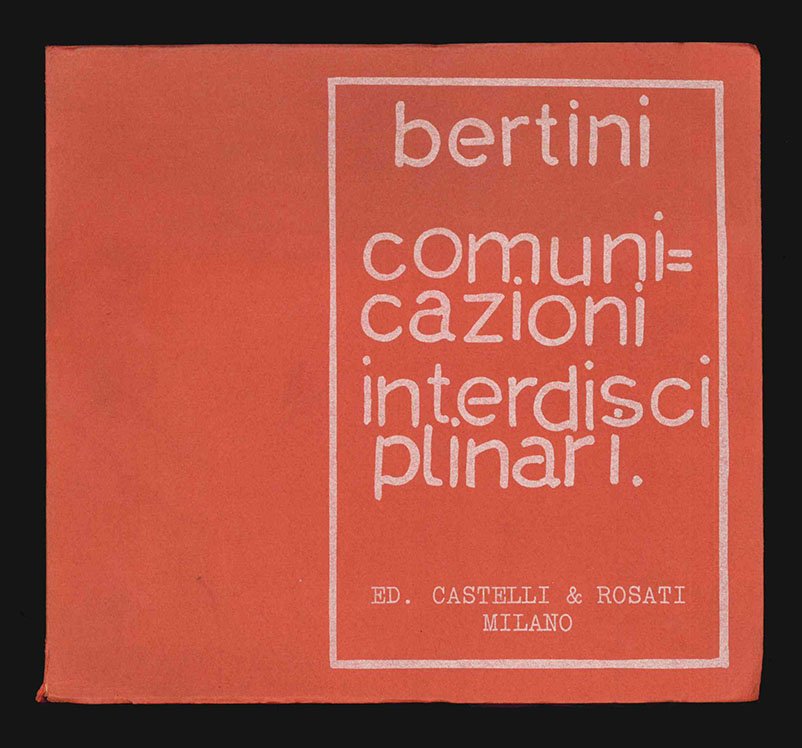 bertini
comuni=
cazioni
interdisci
plinari.
ED. CASTELLI & ROSATI
MILANO